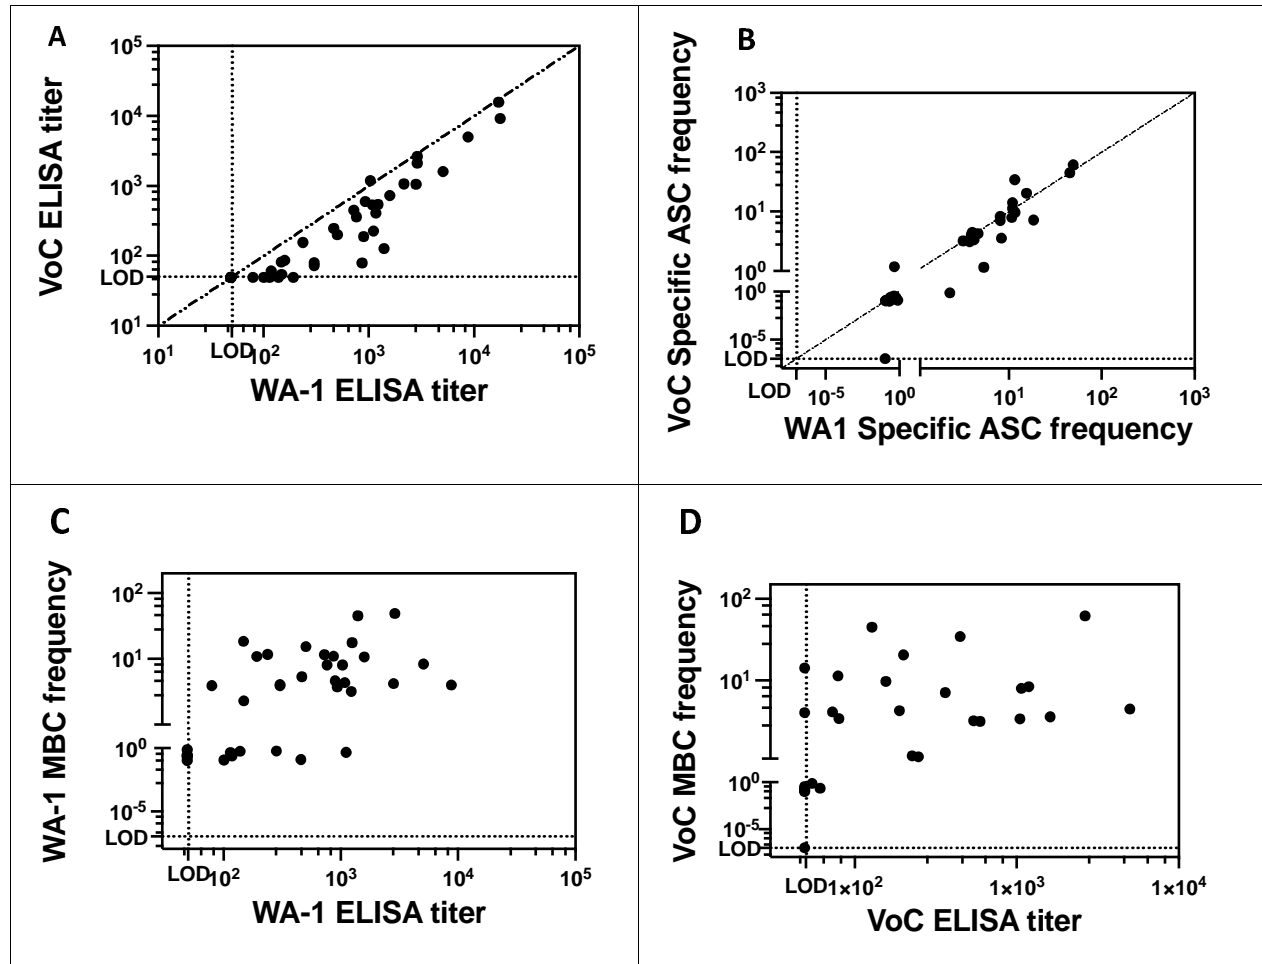 A
VoC ELISA titer
10^5
10^4
10^3
10^2
LOD
10^1
10^1 LOD 10^2 10^3 10^4 10^5
WA-1 ELISA titer
B
VoC Specific ASC frequency
10^3
10^2
10^1
10^0
10^0
10^-5
LOD
LOD 10^-5 10^0 10^1 10^2 10^3
WA1 Specific ASC frequency
C
WA-1 MBC frequency
10^2
10^1
10^0
10^-5
LOD
LOD 10^2 10^3 10^4 10^5
WA-1 ELISA titer
D
VoC MBC frequency
10^2
10^1
10^0
10^-5
LOD
LOD 1×10^2 1×10^3 1×10^4
VoC ELISA titer